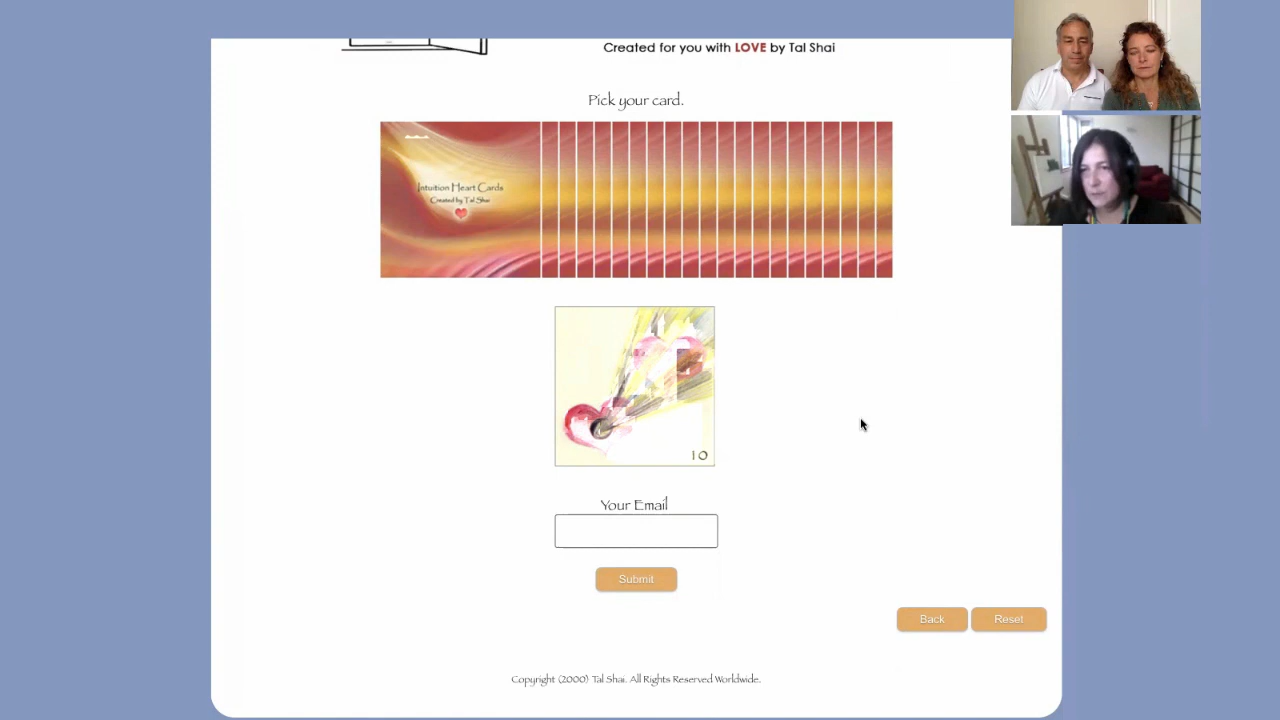 Created for you with LOVE by Tal Shai
Pick your card.
Intuition Heart Cards
Created by Tal Shai
10
Your Email
Submit
Back
Reset
Copyright (2000) Tal Shai. All Rights Reserved Worldwide.